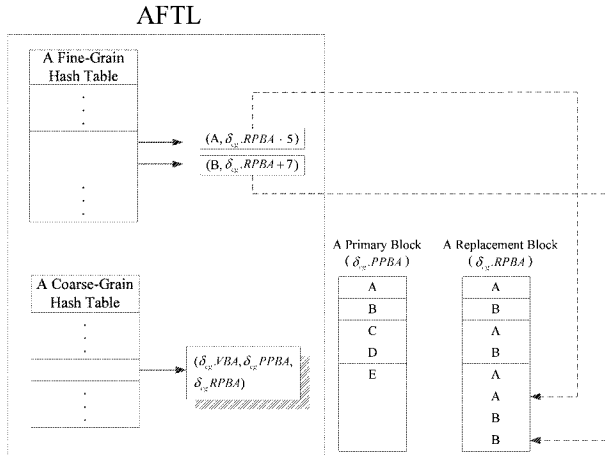 AFTL
A Fine-Grain
Hash Table
(A, δcg.RPBA · 5)
(B, δcg.RPBA+7)
A Coarse-Grain
Hash Table
(δcg.VBA, δcg.PPBA,
δcg.RPBA)
A Primary Block
(δcg.PPBA)
A
B
C
D
E
A Replacement Block
(δcg.RPBA)
A
B
A
B
A
A
B
B